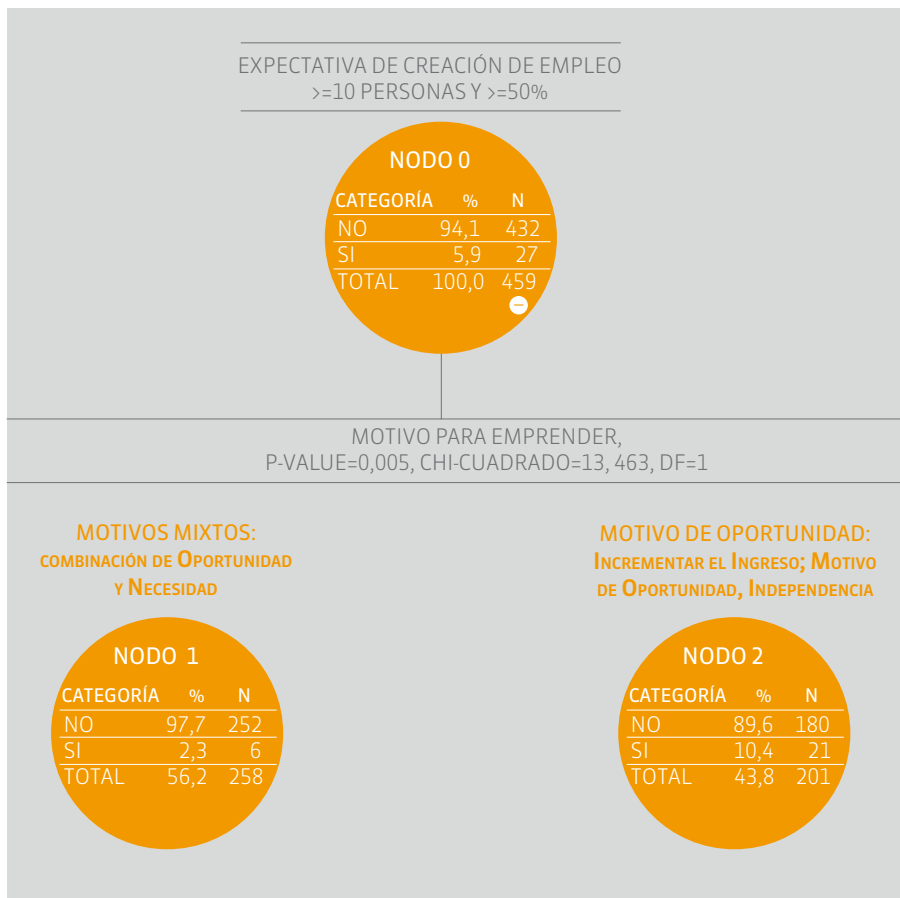 EXPECTATIVA DE CREACIÓN DE EMPLEO
>=10 PERSONAS Y >=50%
NODO 0
CATEGORÍA % N
NO 94,1 432
SI 5,9 27
TOTAL 100,0 459
MOTIVO PARA EMPRENDER,
P-VALUE=0,005, CHI-CUADRADO=13, 463, DF=1
MOTIVOS MIXTOS:
COMBINACIÓN DE OPORTUNIDAD
Y NECESIDAD
NODO 1
CATEGORÍA % N
NO 97,7 252
SI 2,3 6
TOTAL 56,2 258
MOTIVO DE OPORTUNIDAD:
INCREMENTAR EL INGRESO; MOTIVO
DE OPORTUNIDAD, INDEPENDENCIA
NODO 2
CATEGORÍA % N
NO 89,6 180
SI 10,4 21
TOTAL 43,8 201